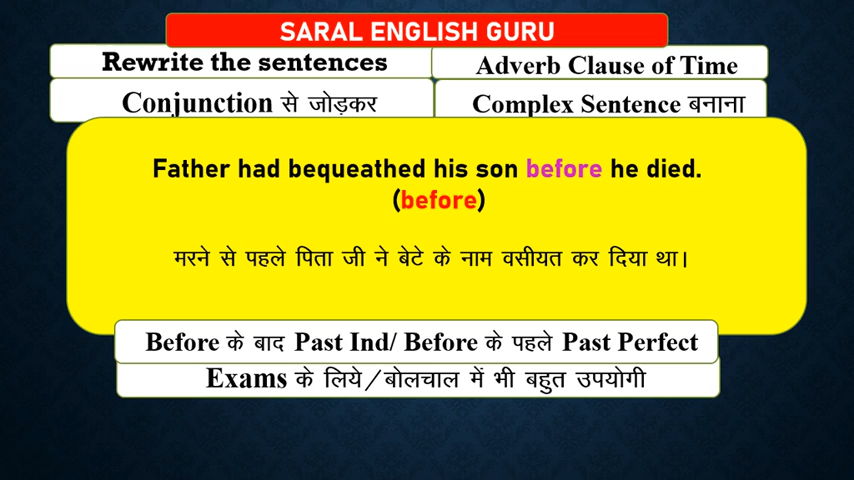 SARAL ENGLISH GURU
Rewrite the sentences
Adverb Clause of Time
Conjunction से जोड़कर
Complex Sentence बनाना
Father had bequeathed his son before he died.
(before)
मरने से पहले पिता जी ने बेटे के नाम वसीयत कर दिया था।
Before के बाद Past Ind/ Before के पहले Past Perfect
Exams के लिये/बोलचाल में भी बहुत उपयोगी